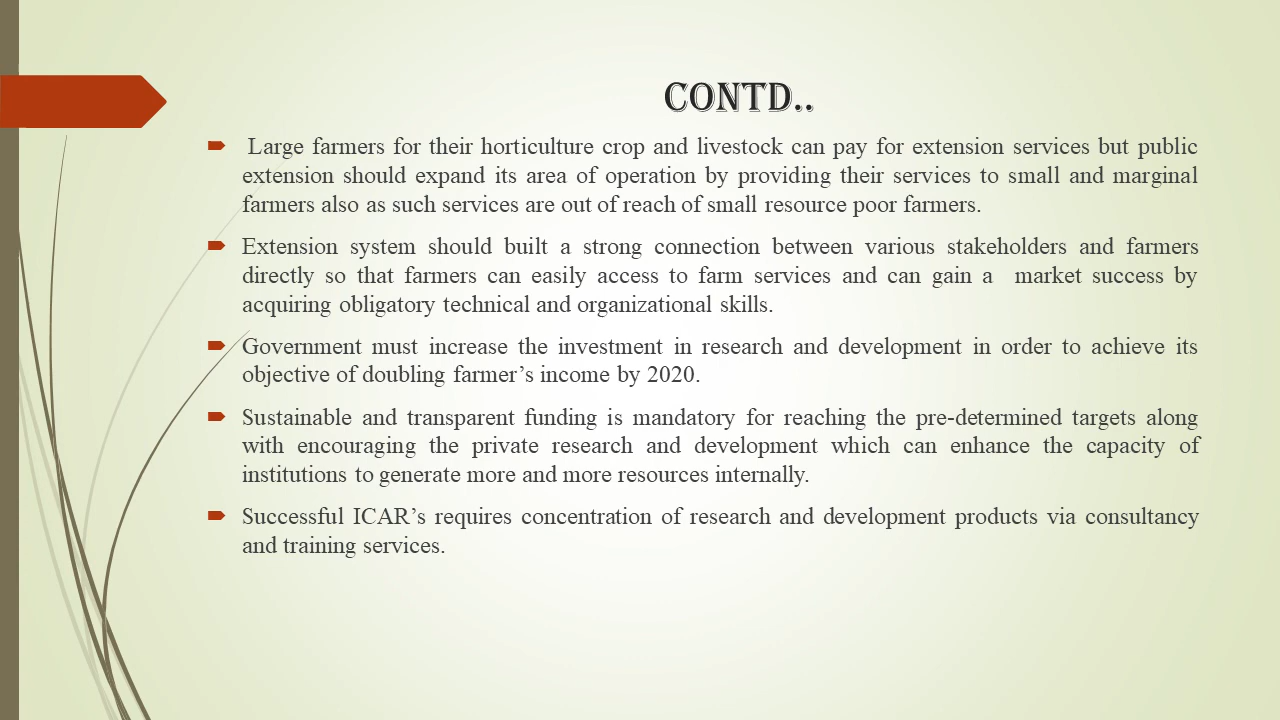 CONTD..
Large farmers for their horticulture crop and livestock can pay for extension services but public
extension should expand its area of operation by providing their services to small and marginal
farmers also as such services are out of reach of small resource poor farmers.
Extension system should built a strong connection between various stakeholders and farmers
directly so that farmers can easily access to farm services and can gain a market success by
acquiring obligatory technical and organizational skills.
Government must increase the investment in research and development in order to achieve its
objective of doubling farmer’s income by 2020.
Sustainable and transparent funding is mandatory for reaching the pre-determined targets along
with encouraging the private research and development which can enhance the capacity of
institutions to generate more and more resources internally.
Successful ICAR’s requires concentration of research and development products via consultancy
and training services.